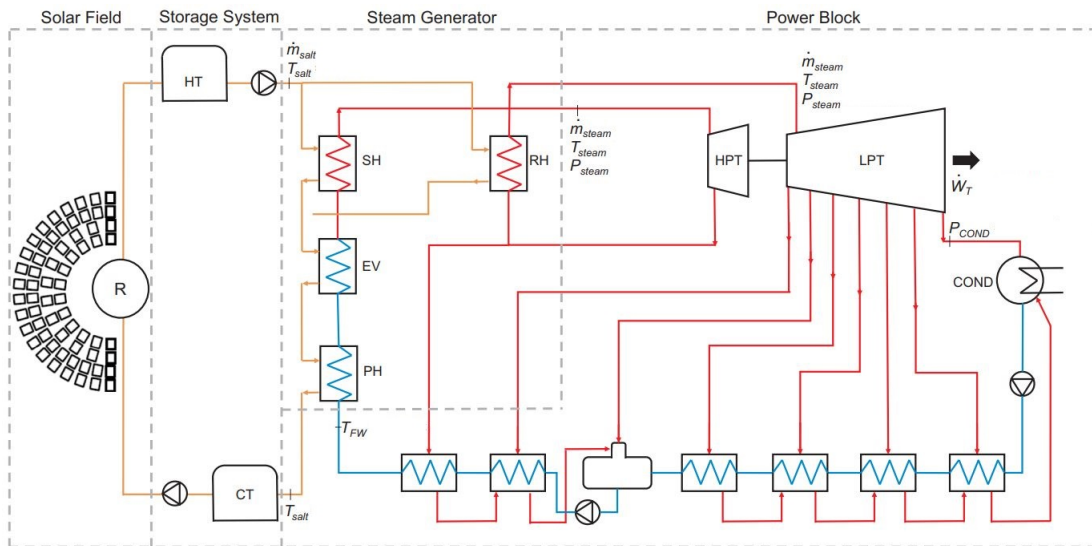 Solar Field
Storage System
Steam Generator
Power Block
HT
ṁsalt
Tsalt
ṁsteam
Tsteam
Psteam
ṁsteam
Tsteam
Psteam
SH
RH
HPT
LPT
ẆT
PCOND
EV
R
COND
PH
TFW
CT
Tsalt